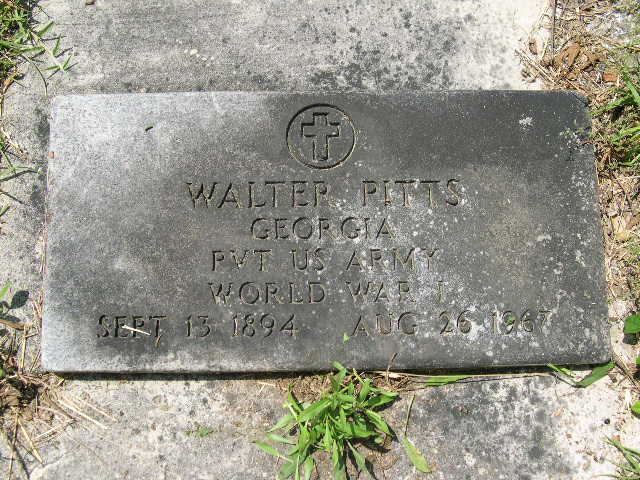 WALTER PITTS
GEORGIA
PVT US ARMY
WORLD WAR I
SEPT 13 1894 AUG 26 1967